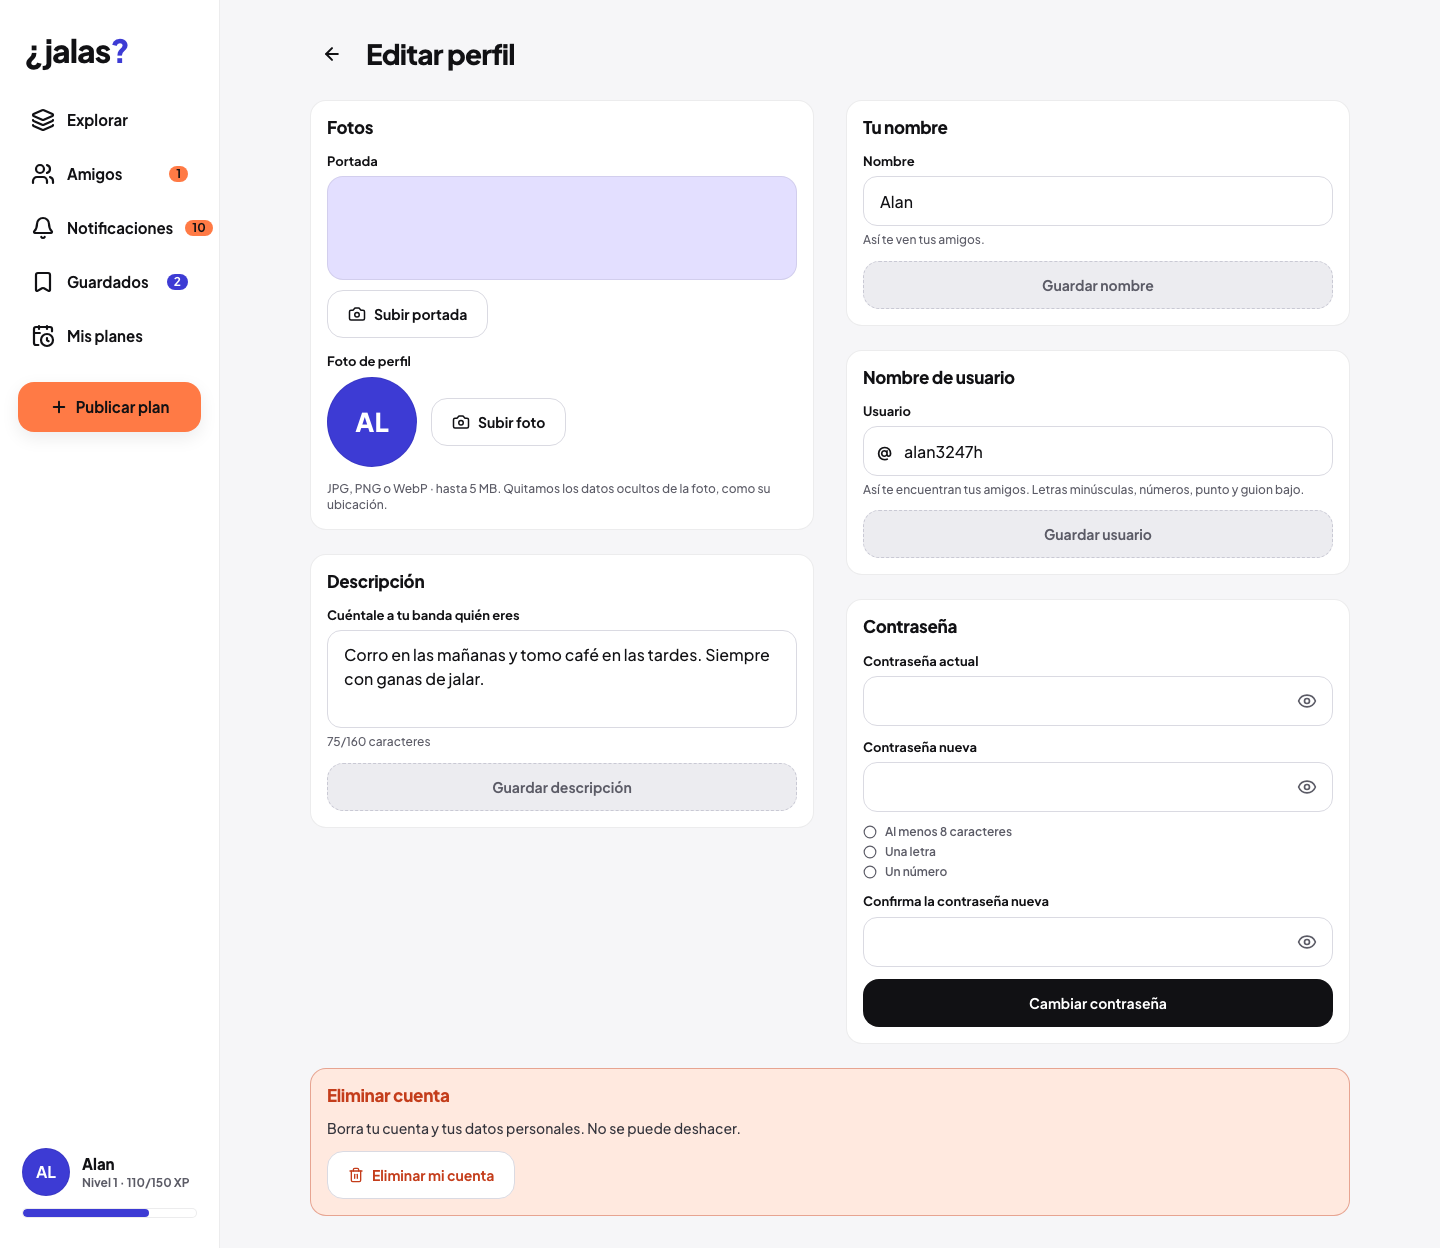 ¿jalas?
Explorar
Amigos 1
Notificaciones 10
Guardados 2
Mis planes
Publicar plan
AL
Alan
Nivel 1 · 110/150 XP
Editar perfil
Fotos
Portada
Subir portada
Foto de perfil
AL
Subir foto
JPG, PNG o WebP · hasta 5 MB. Quitamos los datos ocultos de la foto, como su
ubicación.
Descripción
Cuéntale a tu banda quién eres
Corro en las mañanas y tomo café en las tardes. Siempre
con ganas de jalar.
75/160 caracteres
Guardar descripción
Tu nombre
Nombre
Alan
Así te ven tus amigos.
Guardar nombre
Nombre de usuario
Usuario
@ alan3247h
Así te encuentran tus amigos. Letras minúsculas, números, punto y guion bajo.
Guardar usuario
Contraseña
Contraseña actual
Contraseña nueva
Al menos 8 caracteres
Una letra
Un número
Confirma la contraseña nueva
Cambiar contraseña
Eliminar cuenta
Borra tu cuenta y tus datos personales. No se puede deshacer.
Eliminar mi cuenta